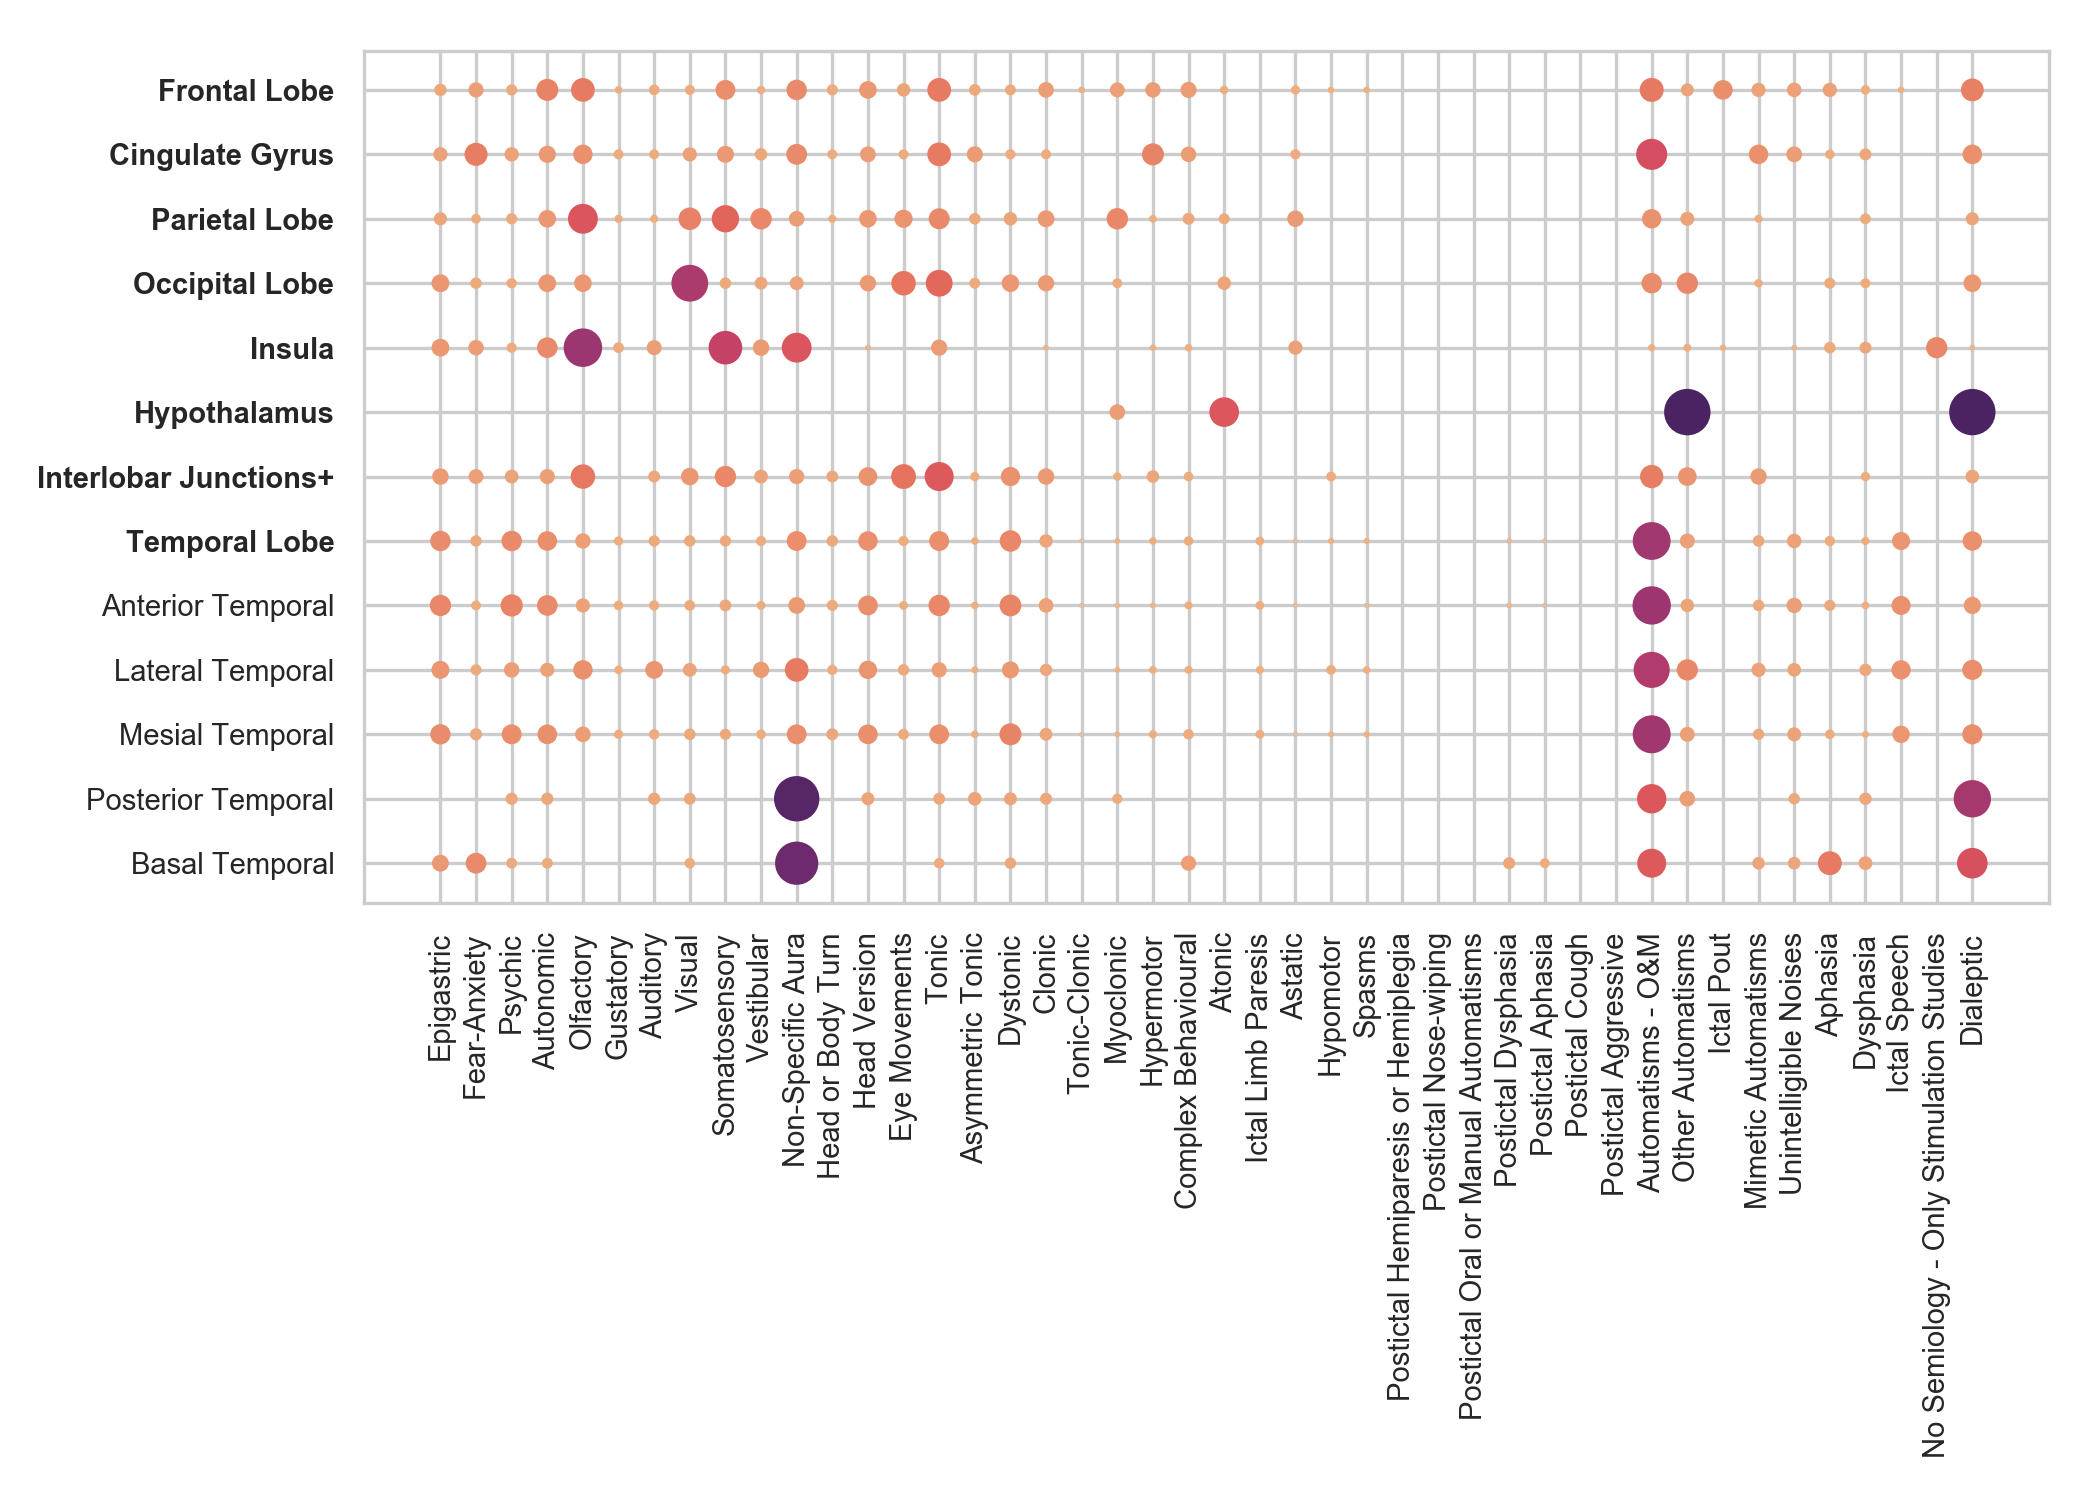 Frontal Lobe
Cingulate Gyrus
Parietal Lobe
Occipital Lobe
Insula
Hypothalamus
Interlobar Junctions+
Temporal Lobe
Anterior Temporal
Lateral Temporal
Mesial Temporal
Posterior Temporal
Basal Temporal
Epigastric
Fear-Anxiety
Psychic
Autonomic
Olfactory
Gustatory
Auditory
Visual
Somatosensory
Vestibular
Non-Specific Aura
Head or Body Turn
Head Version
Eye Movements
Tonic
Asymmetric Tonic
Dystonic
Clonic
Tonic-Clonic
Myoclonic
Hypermotor
Complex Behavioural
Atonic
Ictal Limb Paresis
Astatic
Hypomotor
Spasms
Postictal Hemiparesis or Hemiplegia
Postictal Nose-wiping
Postictal Oral or Manual Automatisms
Postictal Dysphasia
Postictal Aphasia
Postictal Cough
Postictal Aggressive
Automatisms - O&M
Other Automatisms
Ictal Pout
Mimetic Automatisms
Unintelligible Noises
Aphasia
Dysphasia
Ictal Speech
No Semiology - Only Stimulation Studies
Dialeptic